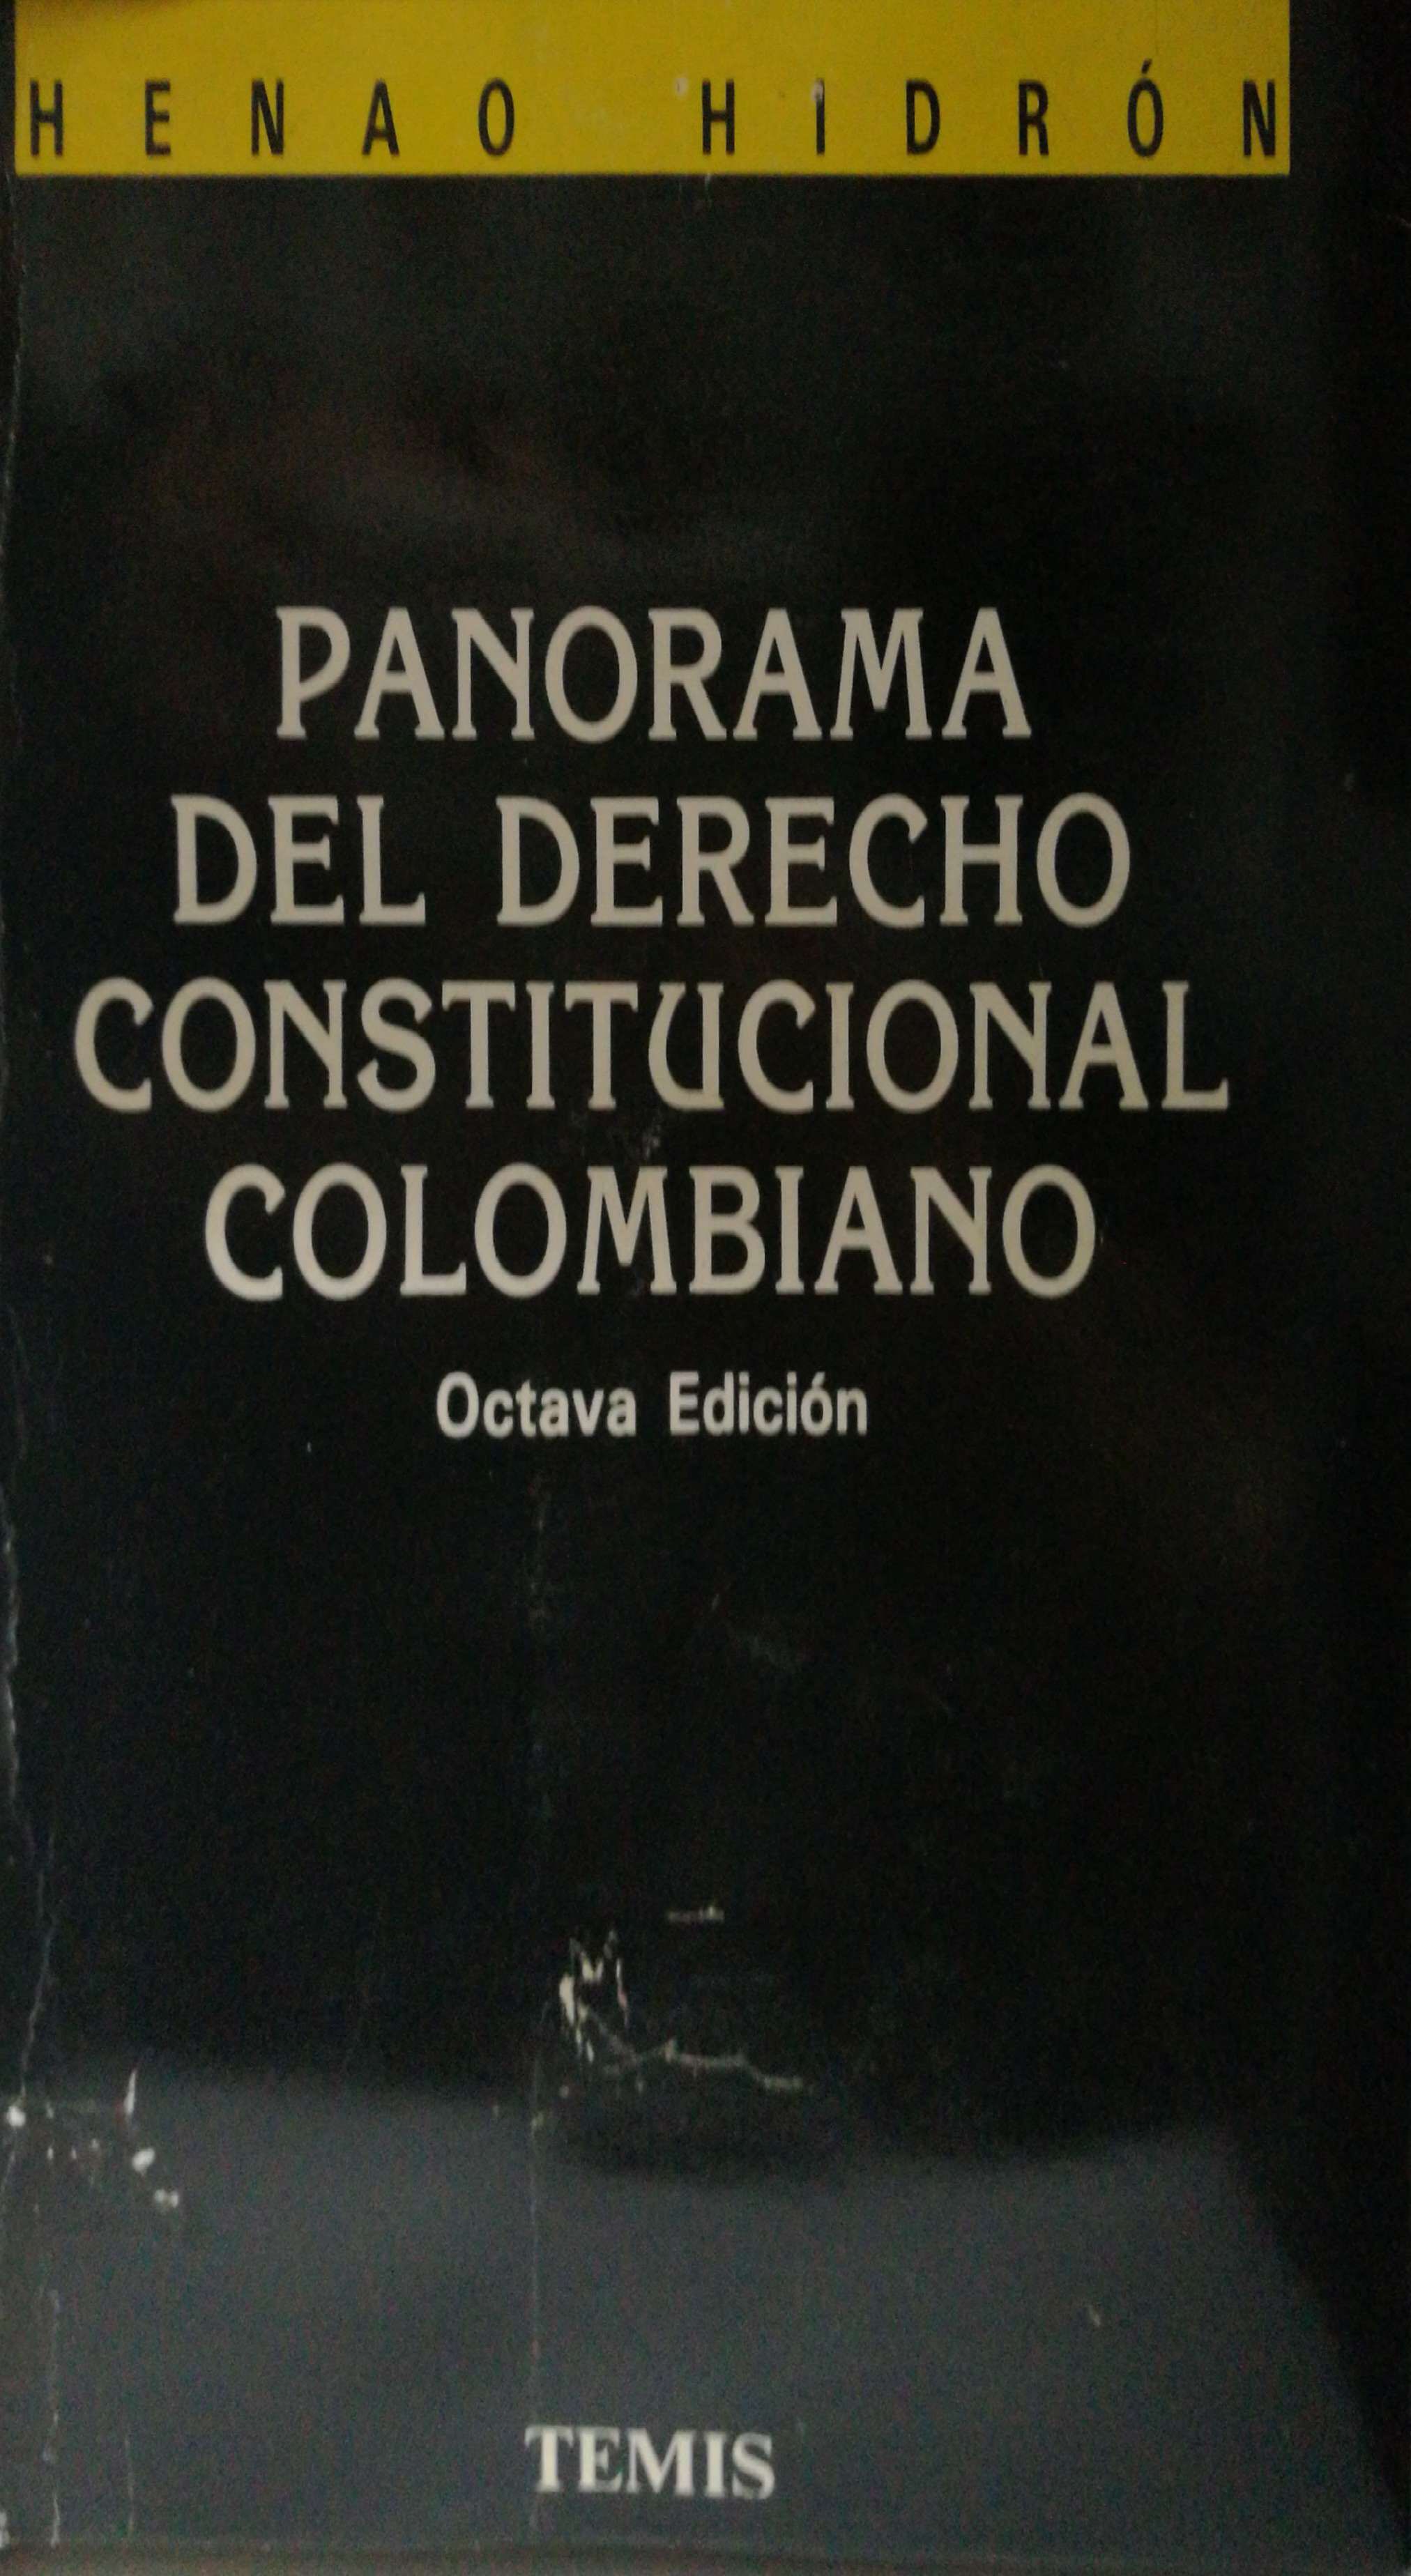 HENAO HIDRÓN
PANORAMA
DEL DERECHO
CONSTITUCIONAL
COLOMBIANO
Octava Edición
TEMIS